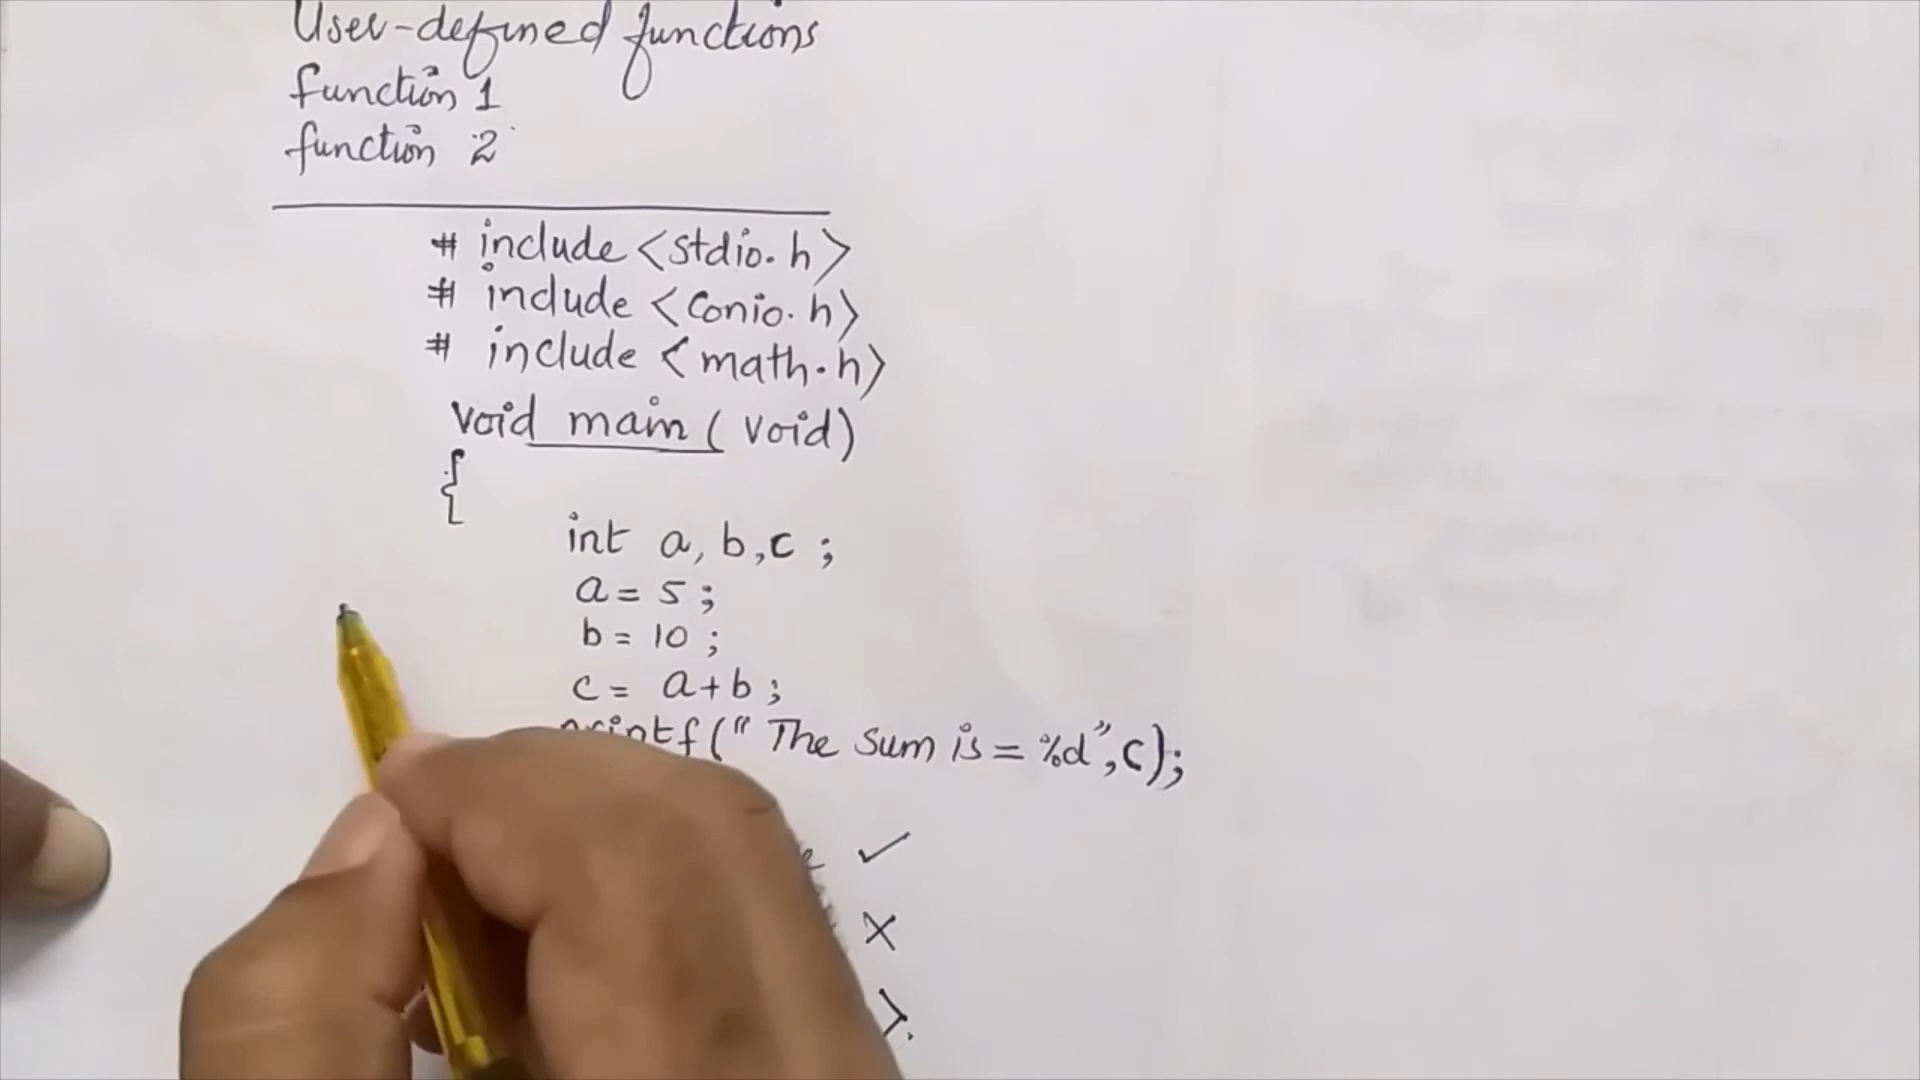 User-defined functions
function 1
function 2
# include <stdio.h>
# include <conio.h>
# include <math.h>
void main ( void)
{
int a, b,c ;
a = 5 ;
b = 10 ;
c = a+b ;
printf(" The sum is = %d",c);